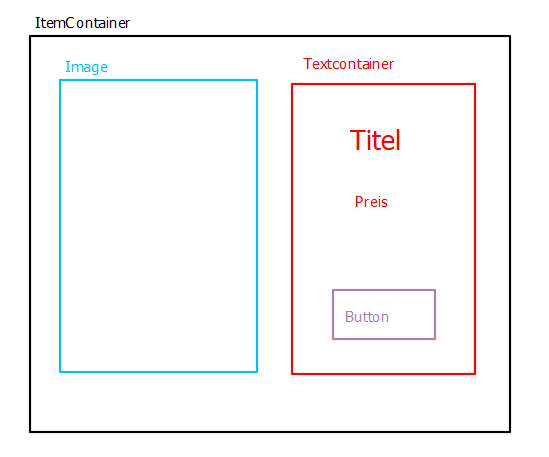 ItemContainer
Image
Textcontainer
Titel
Preis
Button